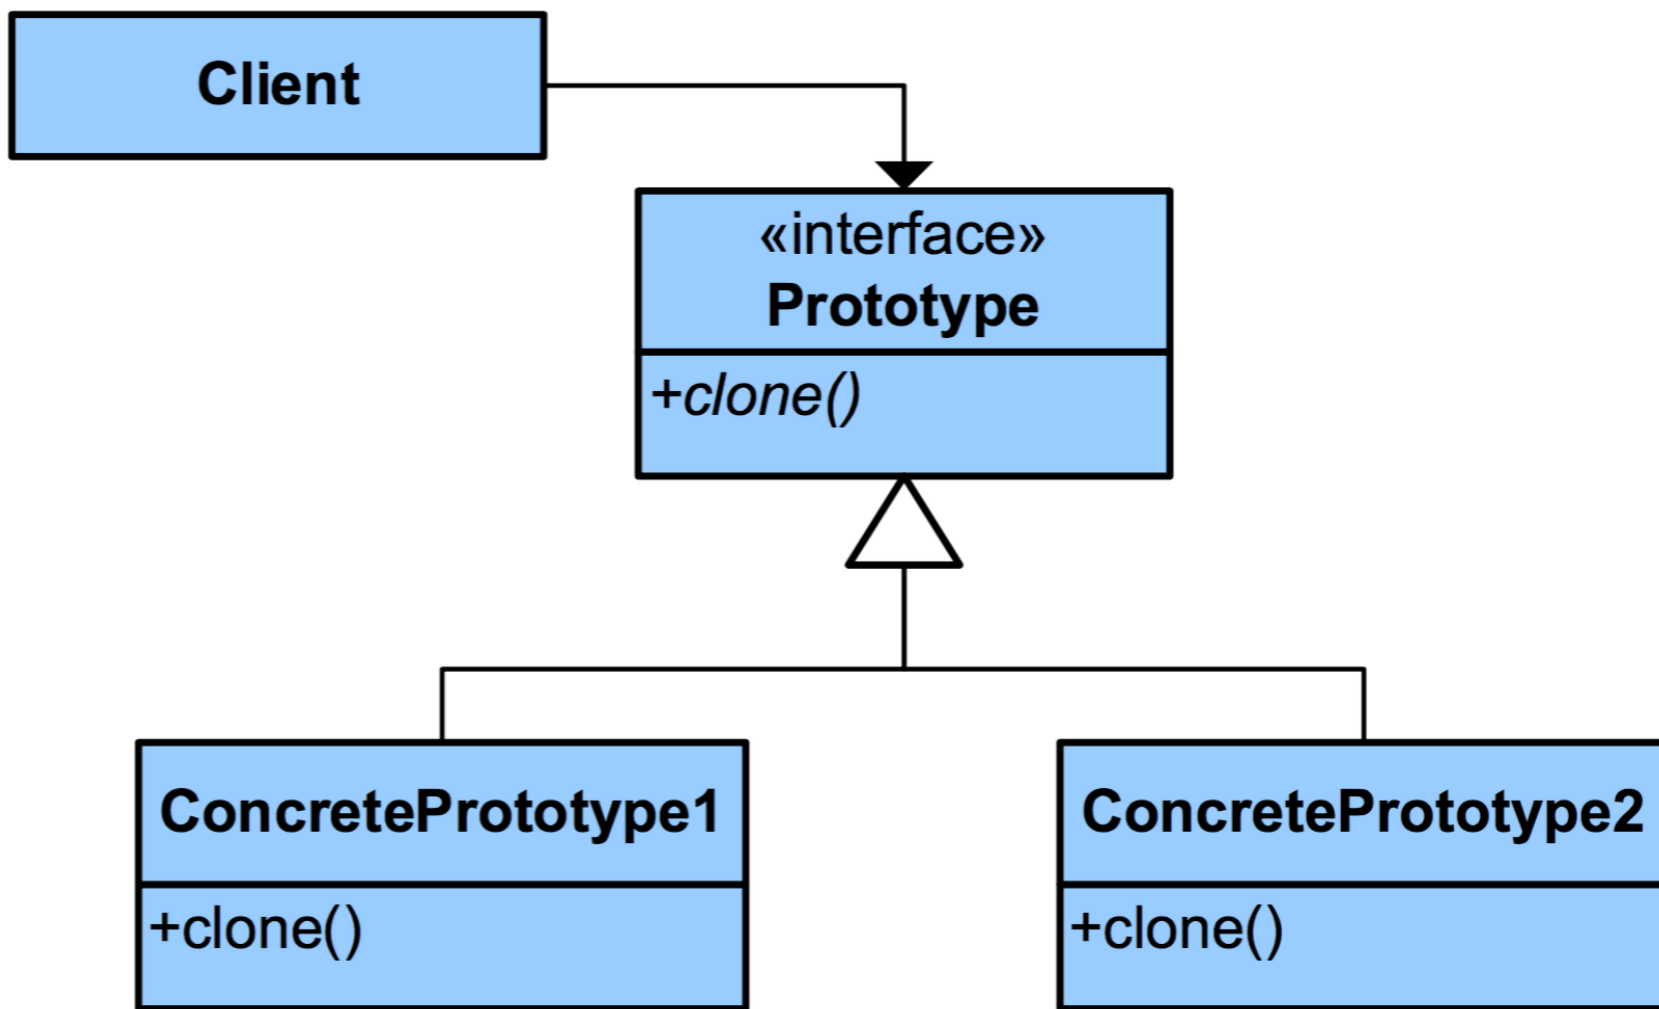 Client
«interface»
Prototype
+clone()
ConcretePrototype1
+clone()
ConcretePrototype2
+clone()